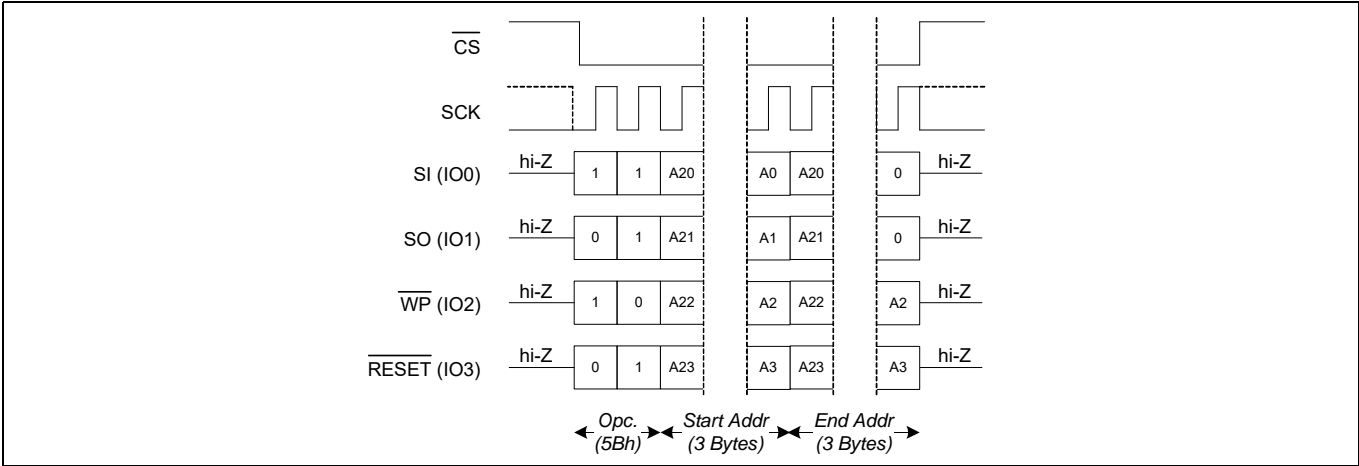 CS
SCK
SI (IO0) hi-Z 1 1 A20 A0 A20 0 hi-Z
SO (IO1) hi-Z 0 1 A21 A1 A21 0 hi-Z
WP (IO2) hi-Z 1 0 A22 A2 A22 A2 hi-Z
RESET (IO3) hi-Z 0 1 A23 A3 A23 A3 hi-Z
Opc. Start Addr End Addr
(5Bh) (3 Bytes) (3 Bytes)